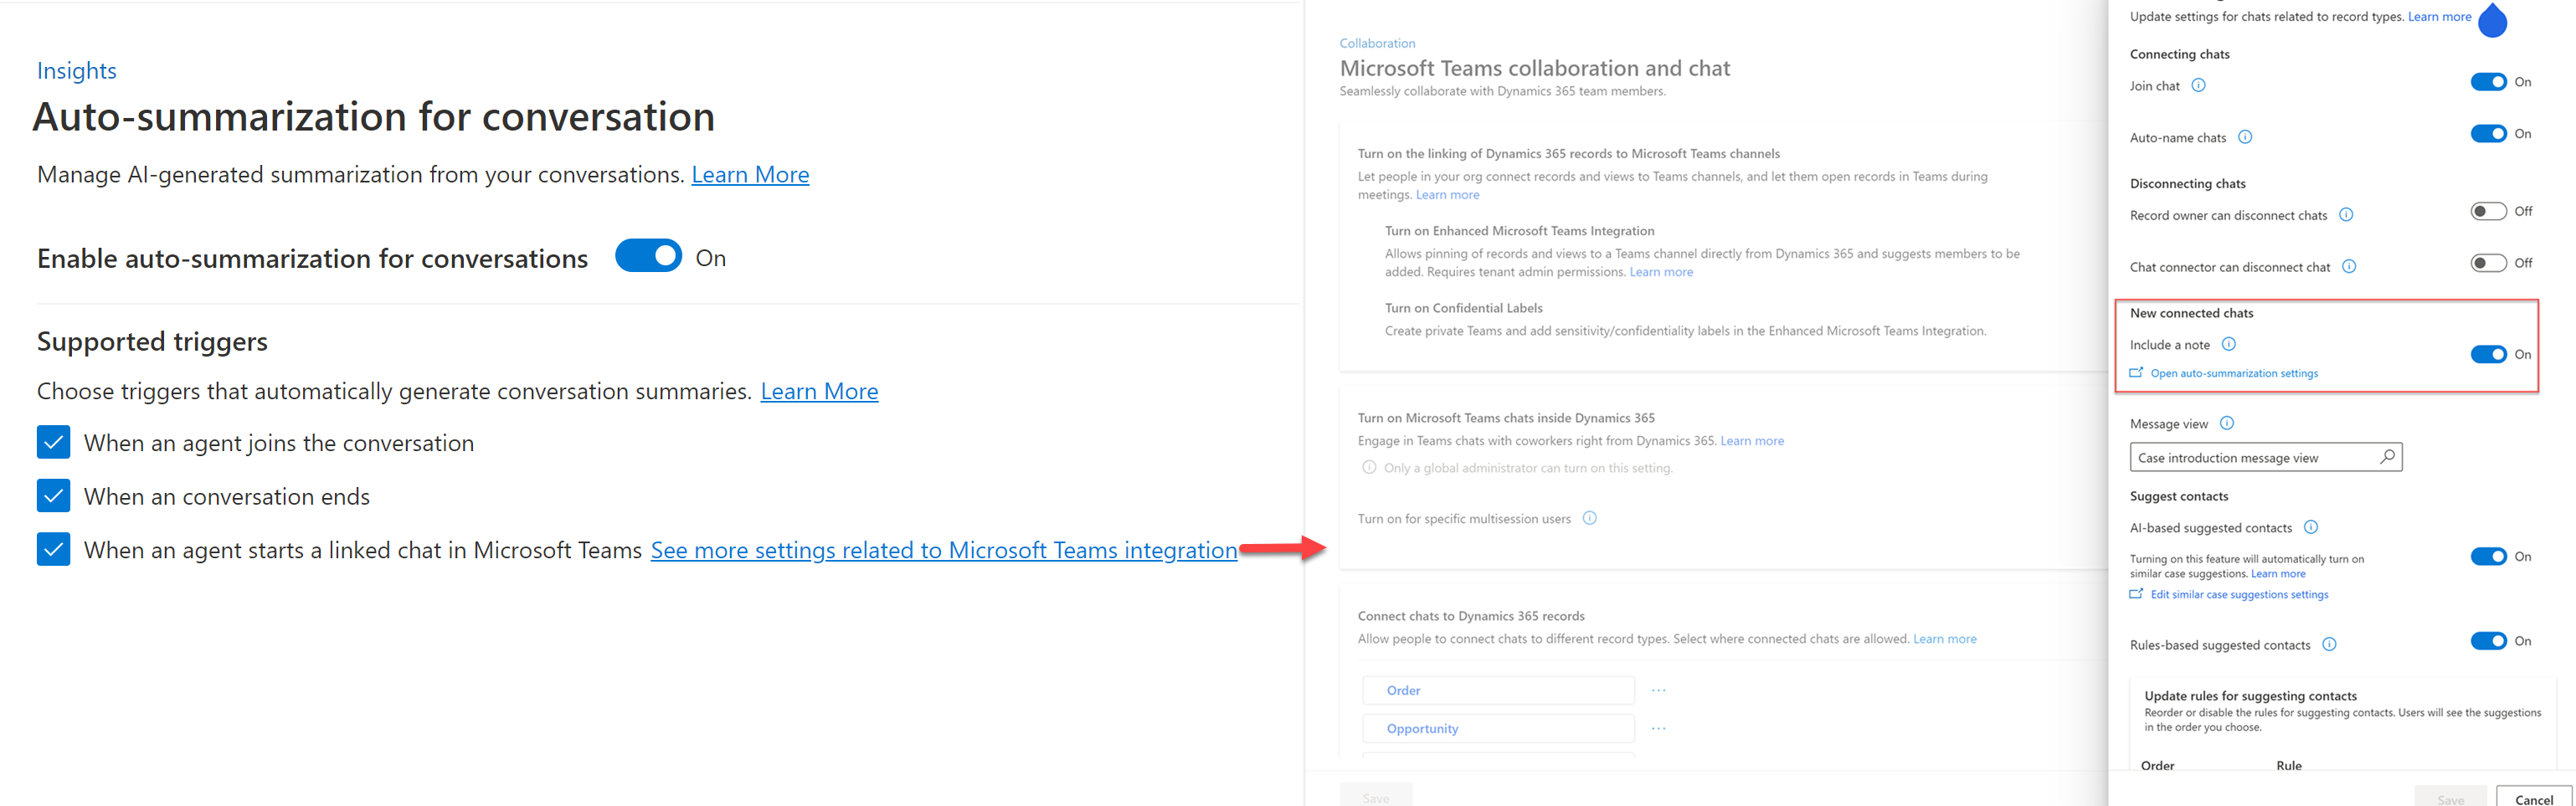 Insights
Auto-summarization for conversation
Manage AI-generated summarization from your conversations. Learn More
Enable auto-summarization for conversations On
Supported triggers
Choose triggers that automatically generate conversation summaries. Learn More
When an agent joins the conversation
When an conversation ends
When an agent starts a linked chat in Microsoft Teams See more settings related to Microsoft Teams integration
Collaboration
Microsoft Teams collaboration and chat
Seamlessly collaborate with Dynamics 365 team members.
Turn on the linking of Dynamics 365 records to Microsoft Teams channels
Let people in your org connect records and views to Teams channels, and let them open records in Teams during
meetings. Learn more
Turn on Enhanced Microsoft Teams Integration
Allows pinning of records and views to a Teams channel directly from Dynamics 365 and suggests members to be
added. Requires tenant admin permissions. Learn more
Turn on Confidential Labels
Create private Teams and add sensitivity/confidentiality labels in the Enhanced Microsoft Teams Integration.
Turn on Microsoft Teams chats inside Dynamics 365
Engage in Teams chats with coworkers right from Dynamics 365. Learn more
Only a global administrator can turn on this setting.
Turn on for specific multisession users
Connect chats to Dynamics 365 records
Allow people to connect chats to different record types. Select where connected chats are allowed. Learn more
Order
Opportunity
Save
Update settings for chats related to record types. Learn more
Connecting chats
Join chat On
Auto-name chats On
Disconnecting chats
Record owner can disconnect chats Off
Chat connector can disconnect chat Off
New connected chats
Include a note On
Open auto-summarization settings
Message view
Case introduction message view
Suggest contacts
AI-based suggested contacts
Turning on this feature will automatically turn on On
similar case suggestions. Learn more
Edit similar case suggestions settings
Rules-based suggested contacts On
Update rules for suggesting contacts
Reorder or disable the rules for suggesting contacts. Users will see the suggestions
in the order you choose.
Order Rule
Save Cancel